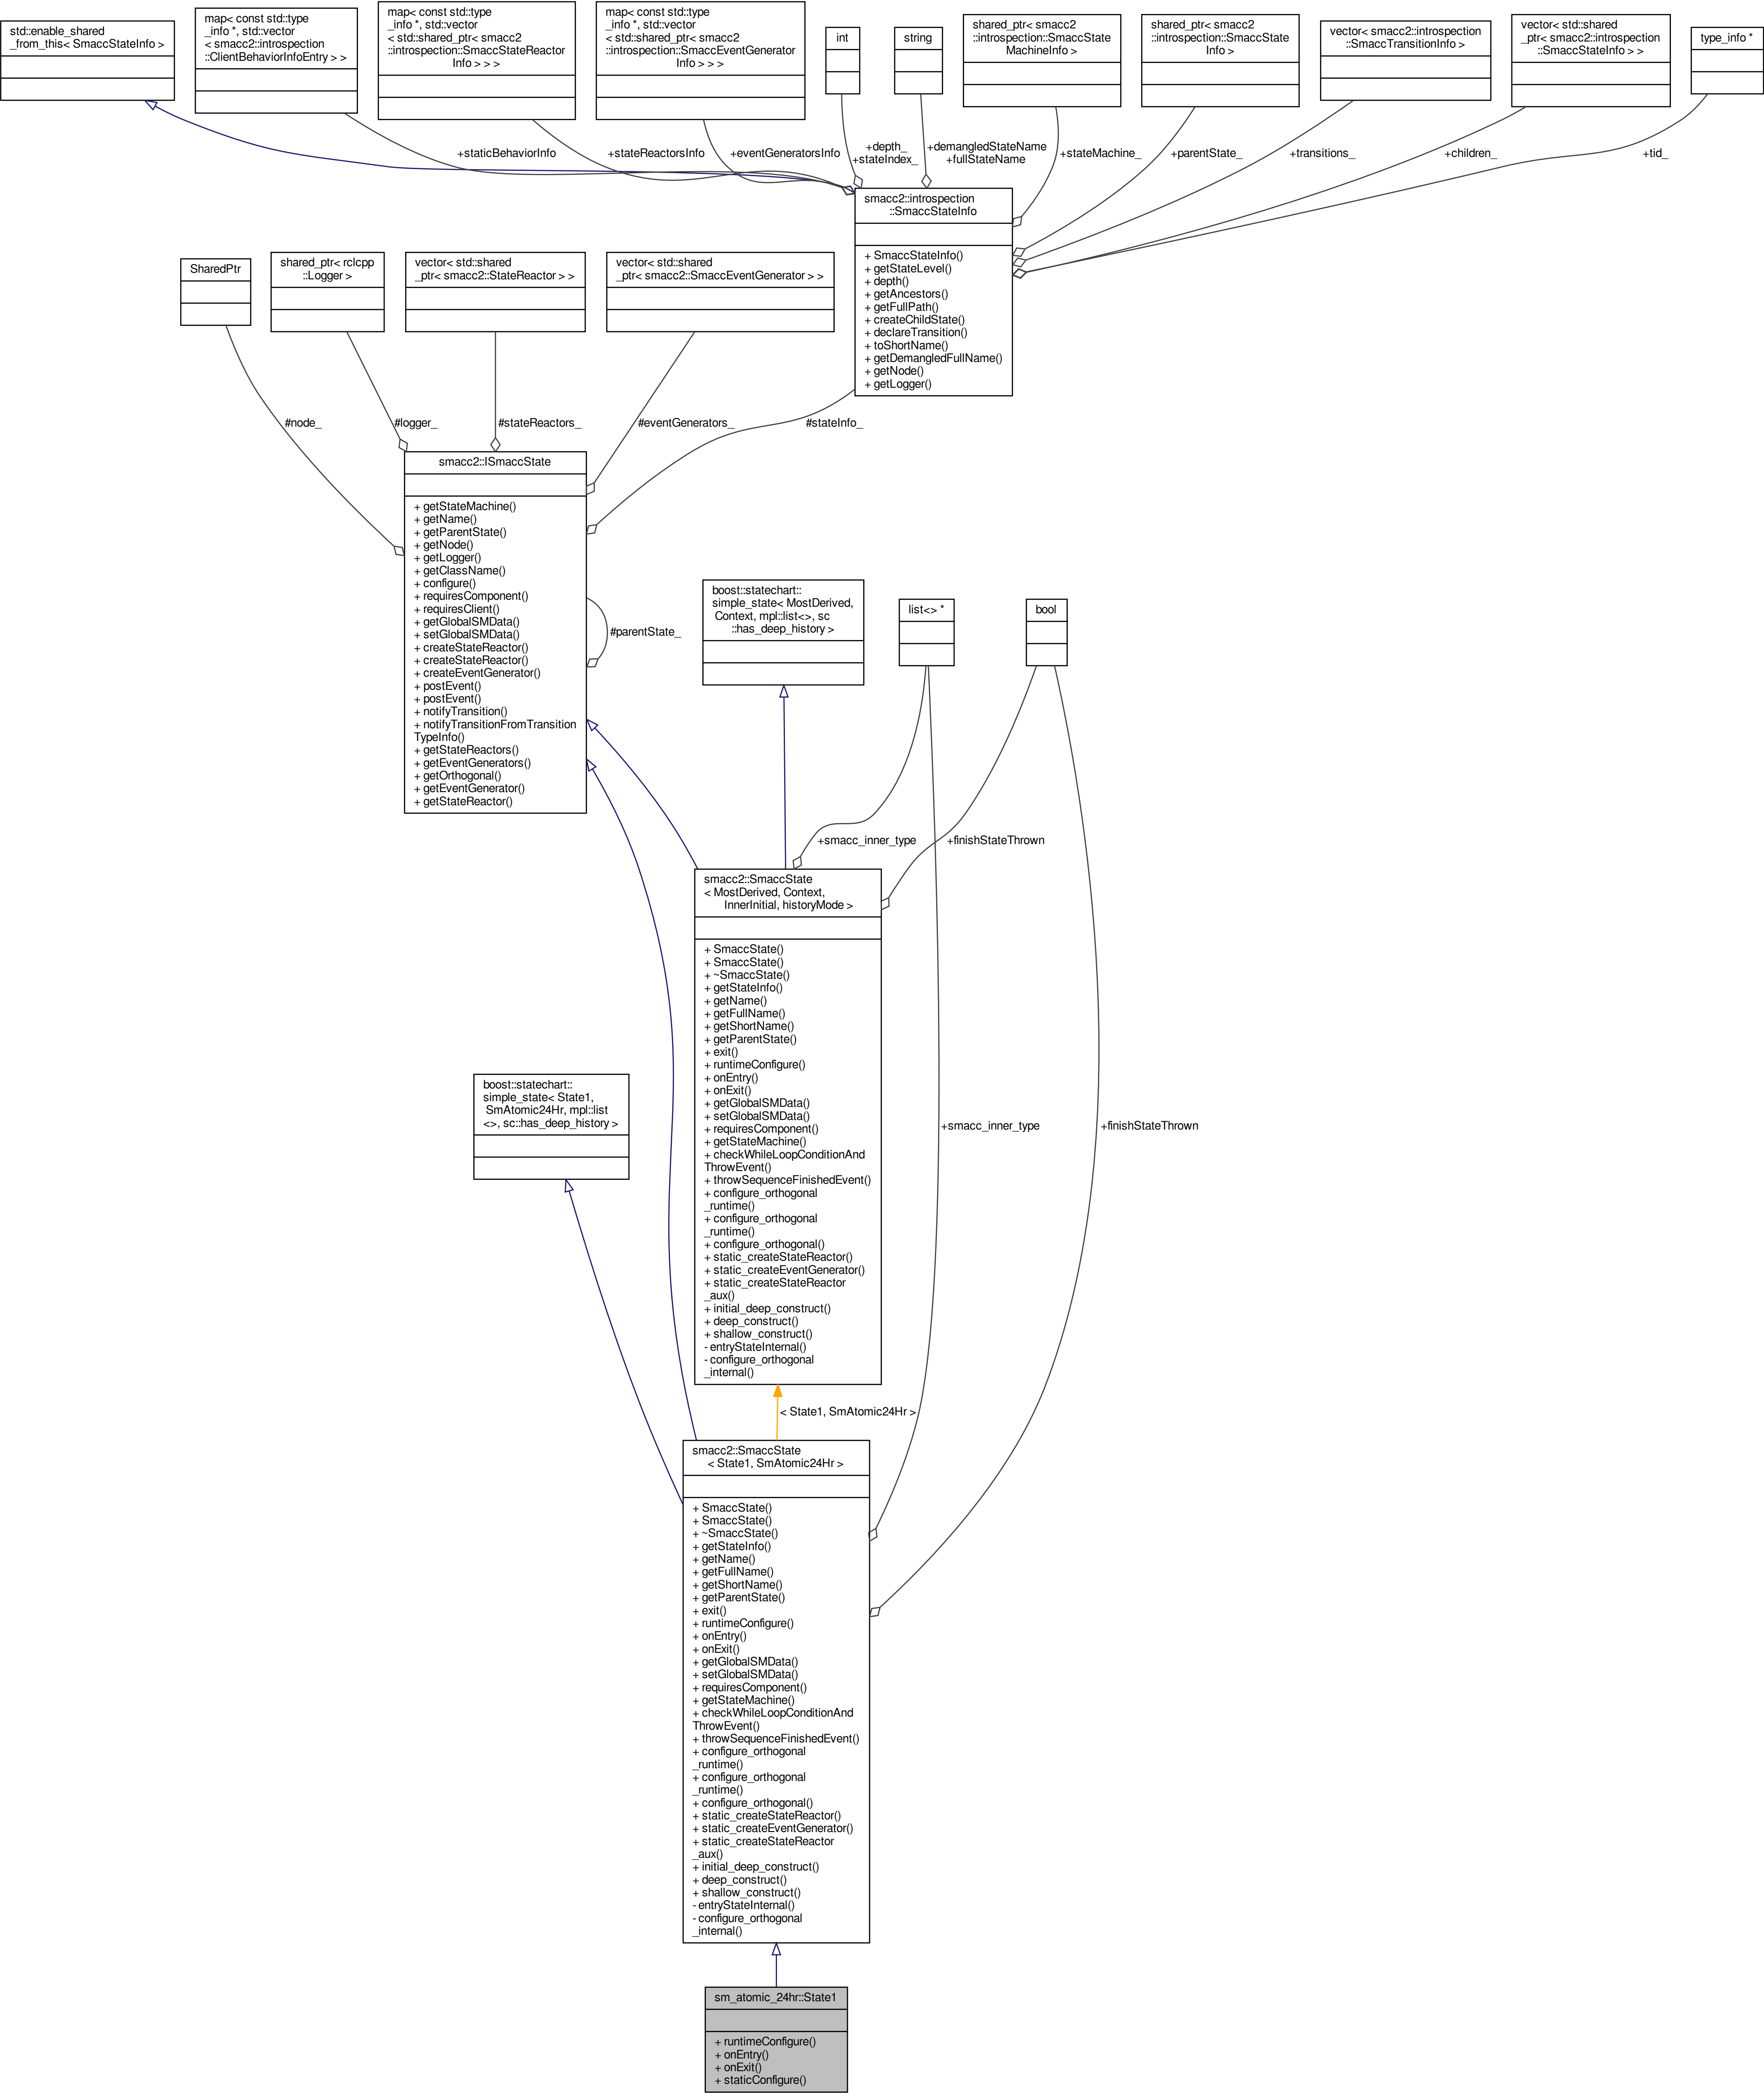 std::enable_shared
_from_this< SmaccStateInfo >
map< const std::type
_info *, std::vector
< smacc2::introspection
::ClientBehaviorInfoEntry > >
map< const std::type
_info *, std::vector
< std::shared_ptr< smacc2
::introspection::SmaccStateReactor
Info > > >
map< const std::type
_info *, std::vector
< std::shared_ptr< smacc2
::introspection::SmaccEventGenerator
Info > > >
int
string
shared_ptr< smacc2
::introspection::SmaccState
MachineInfo >
shared_ptr< smacc2
::introspection::SmaccState
Info >
vector< smacc2::introspection
::SmaccTransitionInfo >
vector< std::shared
_ptr< smacc2::introspection
::SmaccStateInfo > >
type_info *
+staticBehaviorInfo
+stateReactorsInfo
+eventGeneratorsInfo
+depth_
+stateIndex_
+demangledStateName
+fullStateName
+stateMachine_
+parentState_
+transitions_
+children_
+tid_
smacc2::introspection
::SmaccStateInfo
+ SmaccStateInfo()
+ getStateLevel()
+ depth()
+ getAncestors()
+ getFullPath()
+ createChildState()
+ declareTransition()
+ toShortName()
+ getDemangledFullName()
+ getNode()
+ getLogger()
SharedPtr
shared_ptr< rclcpp
::Logger >
vector< std::shared
_ptr< smacc2::StateReactor > >
vector< std::shared
_ptr< smacc2::SmaccEventGenerator > >
#node_
#logger_
#stateReactors_
#eventGenerators_
#stateInfo_
smacc2::ISmaccState
+ getStateMachine()
+ getName()
+ getParentState()
+ getNode()
+ getLogger()
+ getClassName()
+ configure()
+ requiresComponent()
+ requiresClient()
+ getGlobalSMData()
+ setGlobalSMData()
+ createStateReactor()
+ createStateReactor()
+ createEventGenerator()
+ postEvent()
+ postEvent()
+ notifyTransition()
+ notifyTransitionFromTransition
TypeInfo()
+ getStateReactors()
+ getEventGenerators()
+ getOrthogonal()
+ getEventGenerator()
+ getStateReactor()
#parentState_
boost::statechart::
simple_state< MostDerived,
Context, mpl::list<>, sc
::has_deep_history >
list<> *
bool
+smacc_inner_type
+finishStateThrown
smacc2::SmaccState
< MostDerived, Context,
InnerInitial, historyMode >
+ SmaccState()
+ SmaccState()
+ ~SmaccState()
+ getStateInfo()
+ getName()
+ getFullName()
+ getShortName()
+ getParentState()
+ exit()
+ runtimeConfigure()
+ onEntry()
+ onExit()
+ getGlobalSMData()
+ setGlobalSMData()
+ requiresComponent()
+ getStateMachine()
+ checkWhileLoopConditionAnd
ThrowEvent()
+ throwSequenceFinishedEvent()
+ configure_orthogonal
_runtime()
+ configure_orthogonal
_runtime()
+ configure_orthogonal()
+ static_createStateReactor()
+ static_createEventGenerator()
+ static_createStateReactor
_aux()
+ initial_deep_construct()
+ deep_construct()
+ shallow_construct()
- entryStateInternal()
- configure_orthogonal
_internal()
boost::statechart::
simple_state< State1,
SmAtomic24Hr, mpl::list
<>, sc::has_deep_history >
+smacc_inner_type
+finishStateThrown
< State1, SmAtomic24Hr >
smacc2::SmaccState
< State1, SmAtomic24Hr >
+ SmaccState()
+ SmaccState()
+ ~SmaccState()
+ getStateInfo()
+ getName()
+ getFullName()
+ getShortName()
+ getParentState()
+ exit()
+ runtimeConfigure()
+ onEntry()
+ onExit()
+ getGlobalSMData()
+ setGlobalSMData()
+ requiresComponent()
+ getStateMachine()
+ checkWhileLoopConditionAnd
ThrowEvent()
+ throwSequenceFinishedEvent()
+ configure_orthogonal
_runtime()
+ configure_orthogonal
_runtime()
+ configure_orthogonal()
+ static_createStateReactor()
+ static_createEventGenerator()
+ static_createStateReactor
_aux()
+ initial_deep_construct()
+ deep_construct()
+ shallow_construct()
- entryStateInternal()
- configure_orthogonal
_internal()
sm_atomic_24hr::State1
+ runtimeConfigure()
+ onEntry()
+ onExit()
+ staticConfigure()